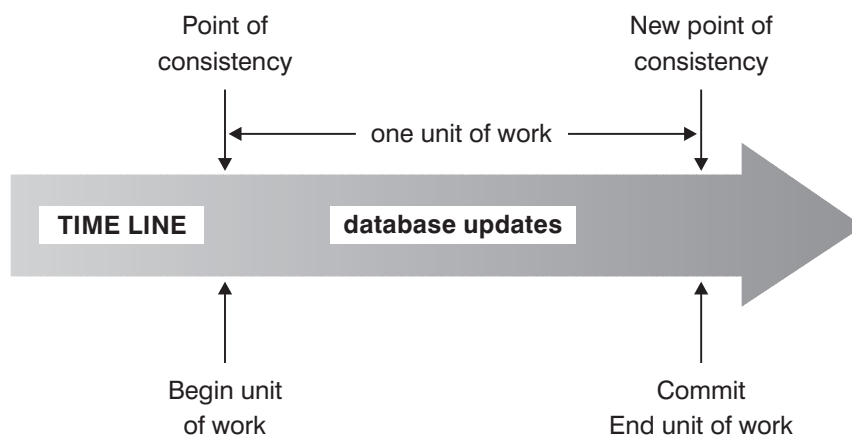 Point of
consistency
New point of
consistency
one unit of work
TIME LINE
database updates
Begin unit
of work
Commit
End unit of work